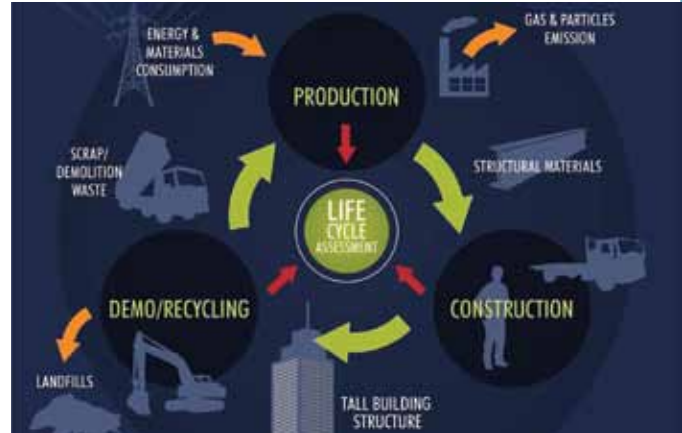 ENERGY &
MATERIALS
CONSUMPTION
GAS & PARTICLES
EMISSION
PRODUCTION
SCRAP/
DEMOLITION
WASTE
STRUCTURAL MATERIALS
LIFE
CYCLE
ASSESSMENT
DEMO/RECYCLING
CONSTRUCTION
LANDFILLS
TALL BUILDING
STRUCTURE